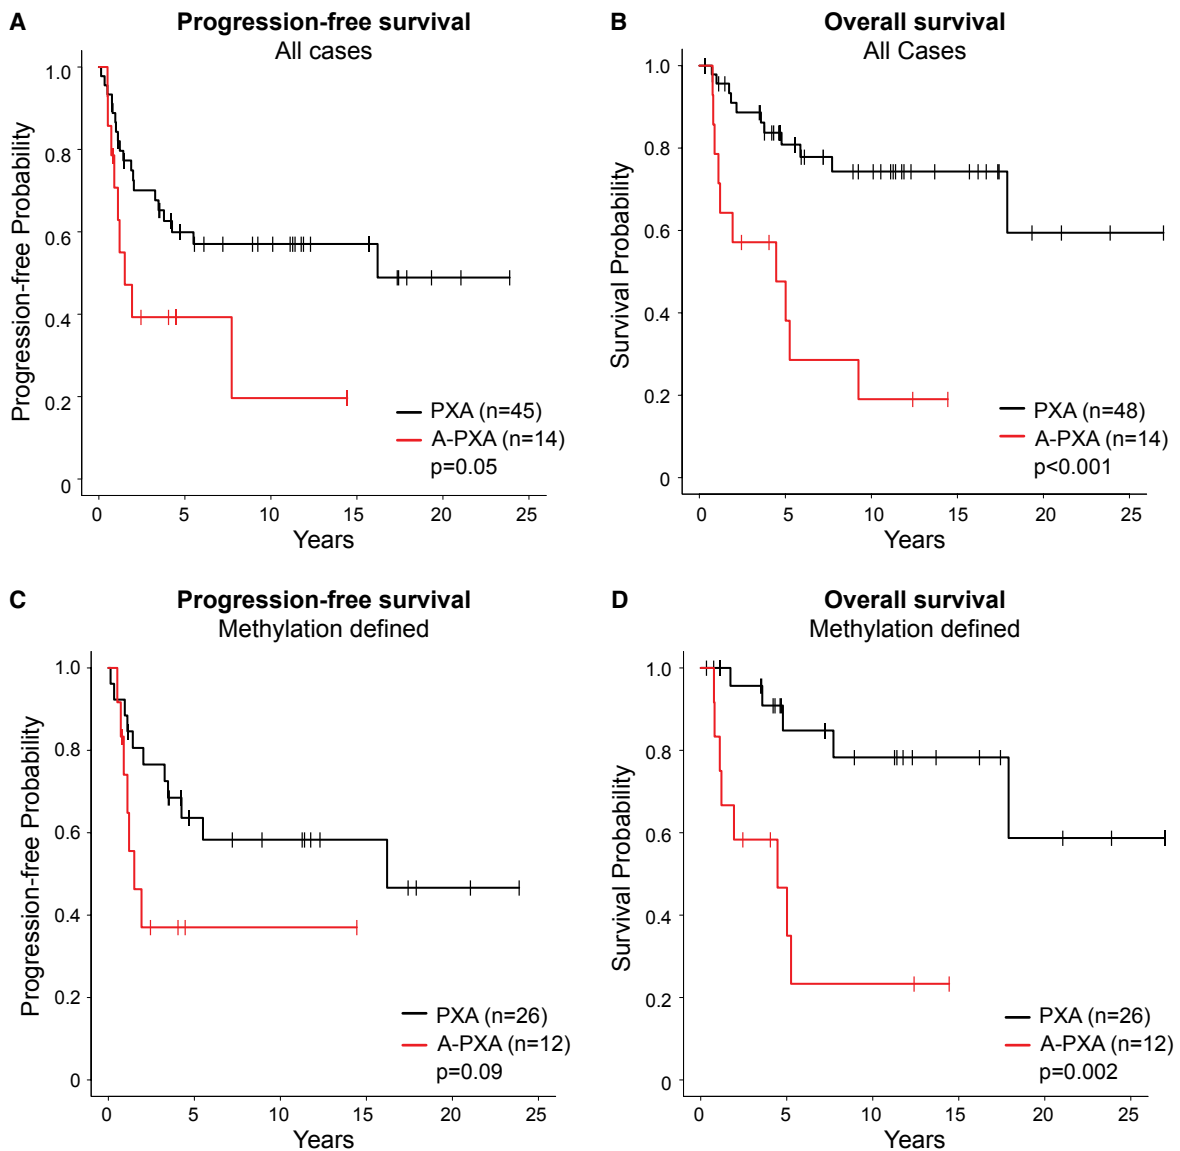 A
Progression-free survival
All cases
Progression-free Probability
1.0
0.8
0.6
0.4
0.2
0
PXA (n=45)
A-PXA (n=14)
p=0.05
0 5 10 15 20 25
Years
B
Overall survival
All Cases
Survival Probability
1.0
0.8
0.6
0.4
0.2
0
PXA (n=48)
A-PXA (n=14)
p<0.001
0 5 10 15 20 25
Years
C
Progression-free survival
Methylation defined
Progression-free Probability
1.0
0.8
0.6
0.4
0.2
0
PXA (n=26)
A-PXA (n=12)
p=0.09
0 5 10 15 20 25
Years
D
Overall survival
Methylation defined
Survival Probability
1.0
0.8
0.6
0.4
0.2
0
PXA (n=26)
A-PXA (n=12)
p=0.002
0 5 10 15 20 25
Years